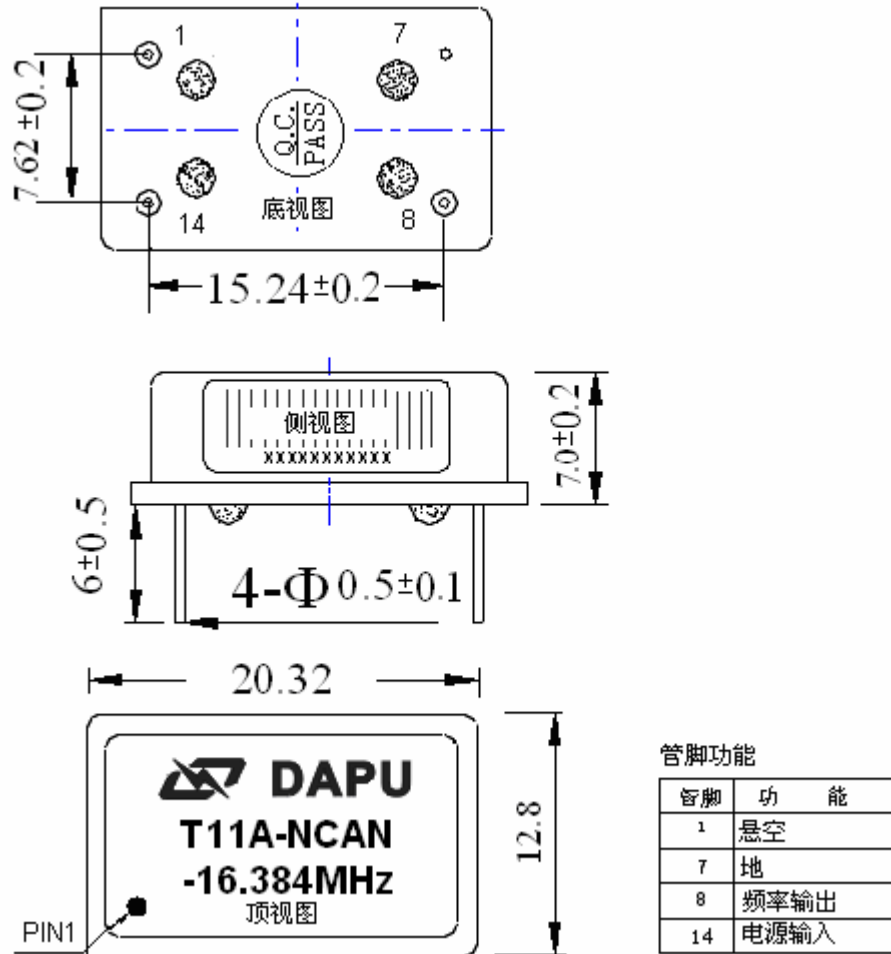 1
7
7.62±0.2
Q.C.
PASS
底视图
14
8
15.24±0.2
侧视图
xxxxxxxxxxx
7.0±0.2
6±0.5
4-Φ 0.5±0.1
20.32
DAPU
T11A-NCAN
-16.384MHz
顶视图
PIN1
12.8
管脚功能
管脚 功 能
1 悬空
7 地
8 频率输出
14 电源输入